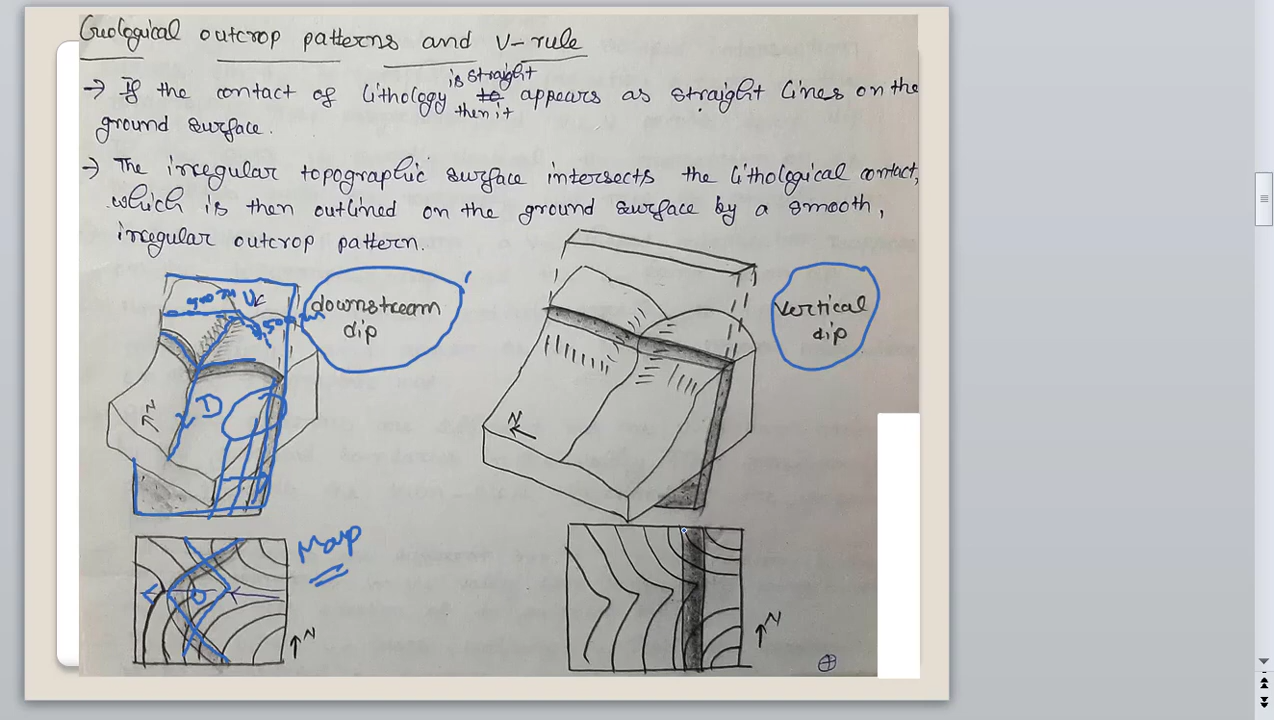 Geological outcrop patterns and V-rule
→ If the contact of lithology is straight then it appears as straight lines on the
ground surface.
→ The irregular topographic surface intersects the lithological contact,
which is then outlined on the ground surface by a smooth,
irregular outcrop pattern.
downstream
dip
vertical
dip
D
N
N
Map
N
N